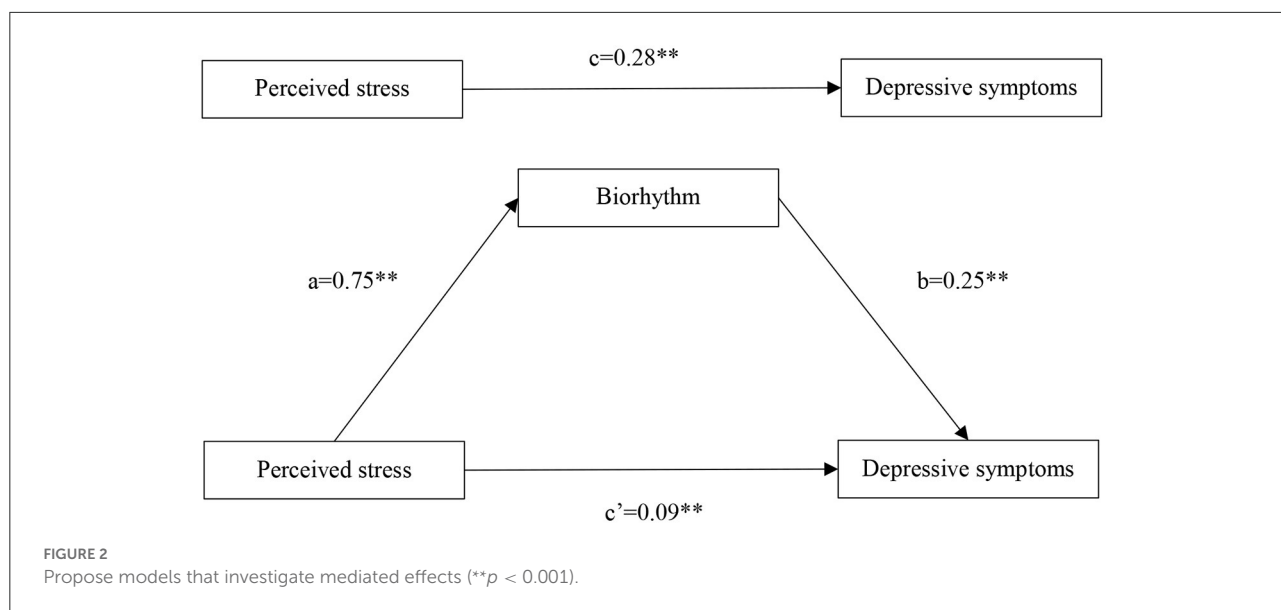 c=0.28**
Perceived stress
Depressive symptoms
Biorhythm
a=0.75**
b=0.25**
Perceived stress
Depressive symptoms
c’=0.09**
FIGURE 2
Propose models that investigate mediated effects (**p < 0.001).